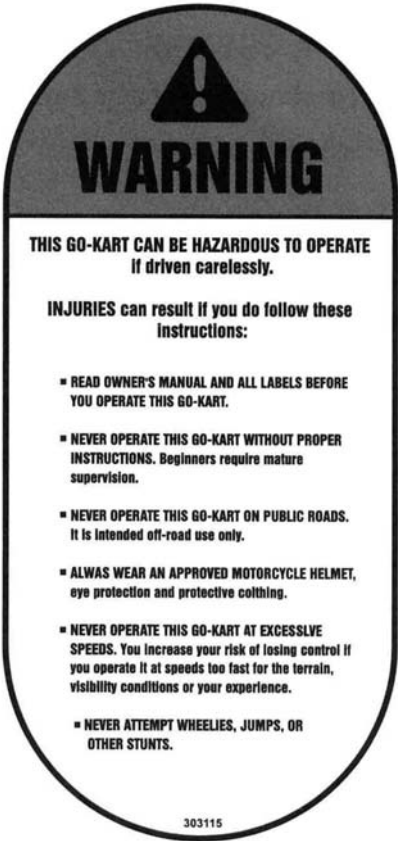 WARNING
THIS GO-KART CAN BE HAZARDOUS TO OPERATE
if driven carelessly.
INJURIES can result if you do follow these
instructions:
▪ READ OWNER'S MANUAL AND ALL LABELS BEFORE
YOU OPERATE THIS GO-KART.
▪ NEVER OPERATE THIS GO-KART WITHOUT PROPER
INSTRUCTIONS. Beginners require mature
supervision.
▪ NEVER OPERATE THIS GO-KART ON PUBLIC ROADS.
It is intended off-road use only.
▪ ALWAS WEAR AN APPROVED MOTORCYCLE HELMET,
eye protection and protective colthing.
▪ NEVER OPERATE THIS GO-KART AT EXCESSLVE
SPEEDS. You increase your risk of losing control if
you operate it at speeds too fast for the terrain,
visibility conditions or your experience.
▪ NEVER ATTEMPT WHEELIES, JUMPS, OR
OTHER STUNTS.
303115